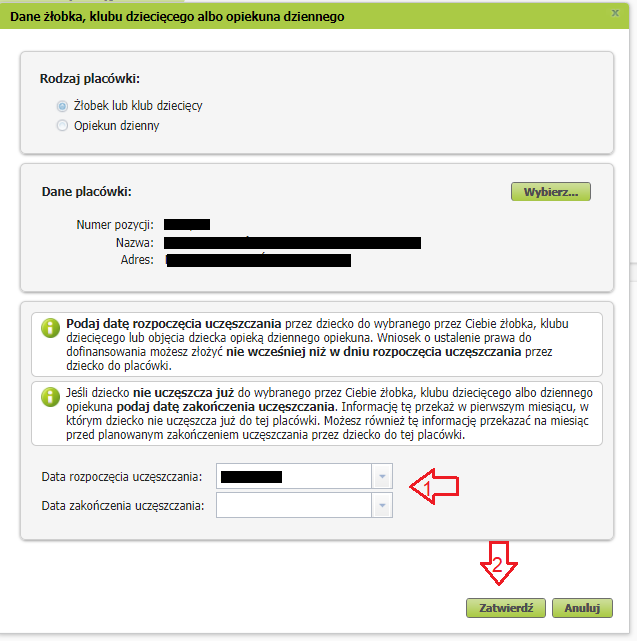 Dane żłobka, klubu dziecięcego albo opiekuna dziennego
x
Rodzaj placówki:
Żłobek lub klub dziecięcy
Opiekun dzienny
Dane placówki:
Wybierz...
Numer pozycji:
Nazwa:
Adres:
Podaj datę rozpoczęcia uczęszczania przez dziecko do wybranego przez Ciebie żłobka, klubu
dziecięcego lub objęcia dziecka opieką dziennego opiekuna. Wniosek o ustalenie prawa do
dofinansowania możesz złożyć nie wcześniej niż w dniu rozpoczęcia uczęszczania przez
dziecko do placówki.
Jeśli dziecko nie uczęszcza już do wybranego przez Ciebie żłobka, klubu dziecięcego albo dziennego
opiekuna podaj datę zakończenia uczęszczania. Informację tę przekaż w pierwszym miesiącu, w
którym dziecko nie uczęszcza już do tej placówki. Możesz również tę informację przekazać na miesiąc
przed planowanym zakończeniem uczęszczania przez dziecko do tej placówki.
Data rozpoczęcia uczęszczania:
1
Data zakończenia uczęszczania:
2
Zatwierdź
Anuluj